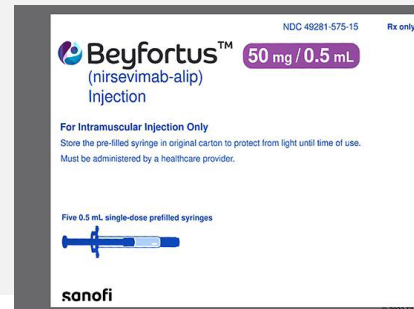 NDC 49281-575-15 Rx only
Beyfortus™ 50 mg / 0.5 mL
(nirsevimab-alip)
Injection
For Intramuscular Injection Only
Store the pre-filled syringe in original carton to protect from light until time of use.
Must be administered by a healthcare provider.
Five 0.5 mL single-dose prefilled syringes
sanofi